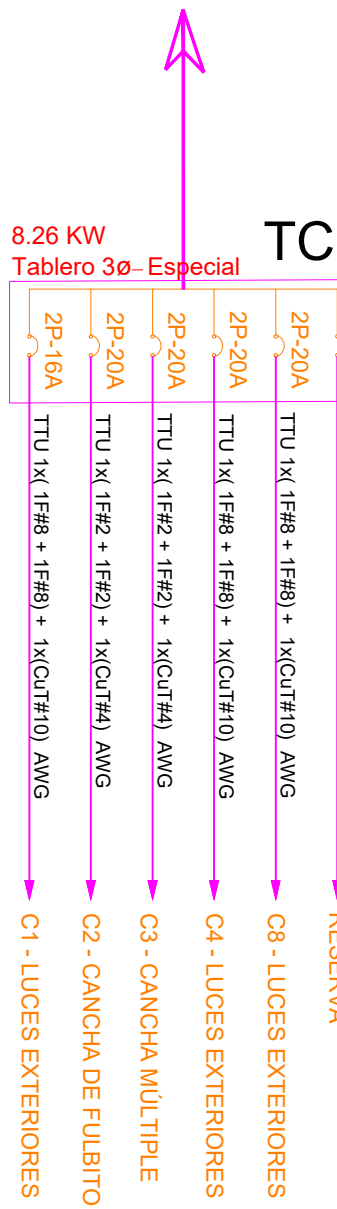 8.26 KW
Tablero 3ø– Especial
TC
2P-16A
2P-20A
2P-20A
2P-20A
2P-20A
TTU 1x( 1F#8 + 1F#8) + 1x(CuT#10) AWG
TTU 1x( 1F#2 + 1F#2) + 1x(CuT#4) AWG
TTU 1x( 1F#2 + 1F#2) + 1x(CuT#4) AWG
TTU 1x( 1F#8 + 1F#8) + 1x(CuT#10) AWG
TTU 1x( 1F#8 + 1F#8) + 1x(CuT#10) AWG
C1 - LUCES EXTERIORES
C2 - CANCHA DE FULBITO
C3 - CANCHA MÚLTIPLE
C4 - LUCES EXTERIORES
C8 - LUCES EXTERIORES
RESERVA